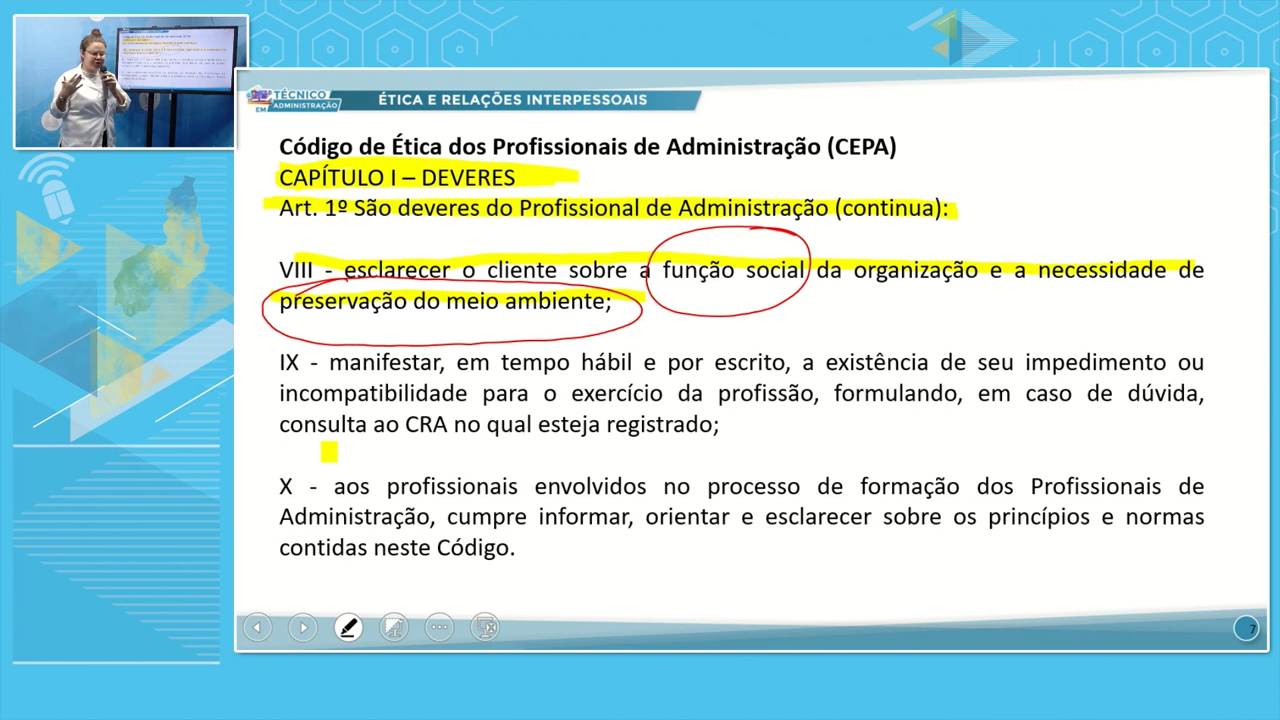 TÉCNICO
EM ADMINISTRAÇÃO
ÉTICA E RELAÇÕES INTERPESSOAIS
Código de Ética dos Profissionais de Administração (CEPA)
CAPÍTULO I – DEVERES
Art. 1º São deveres do Profissional de Administração (continua):
VIII - esclarecer o cliente sobre a função social da organização e a necessidade de
preservação do meio ambiente;
IX - manifestar, em tempo hábil e por escrito, a existência de seu impedimento ou
incompatibilidade para o exercício da profissão, formulando, em caso de dúvida,
consulta ao CRA no qual esteja registrado;
X - aos profissionais envolvidos no processo de formação dos Profissionais de
Administração, cumpre informar, orientar e esclarecer sobre os princípios e normas
contidas neste Código.
7